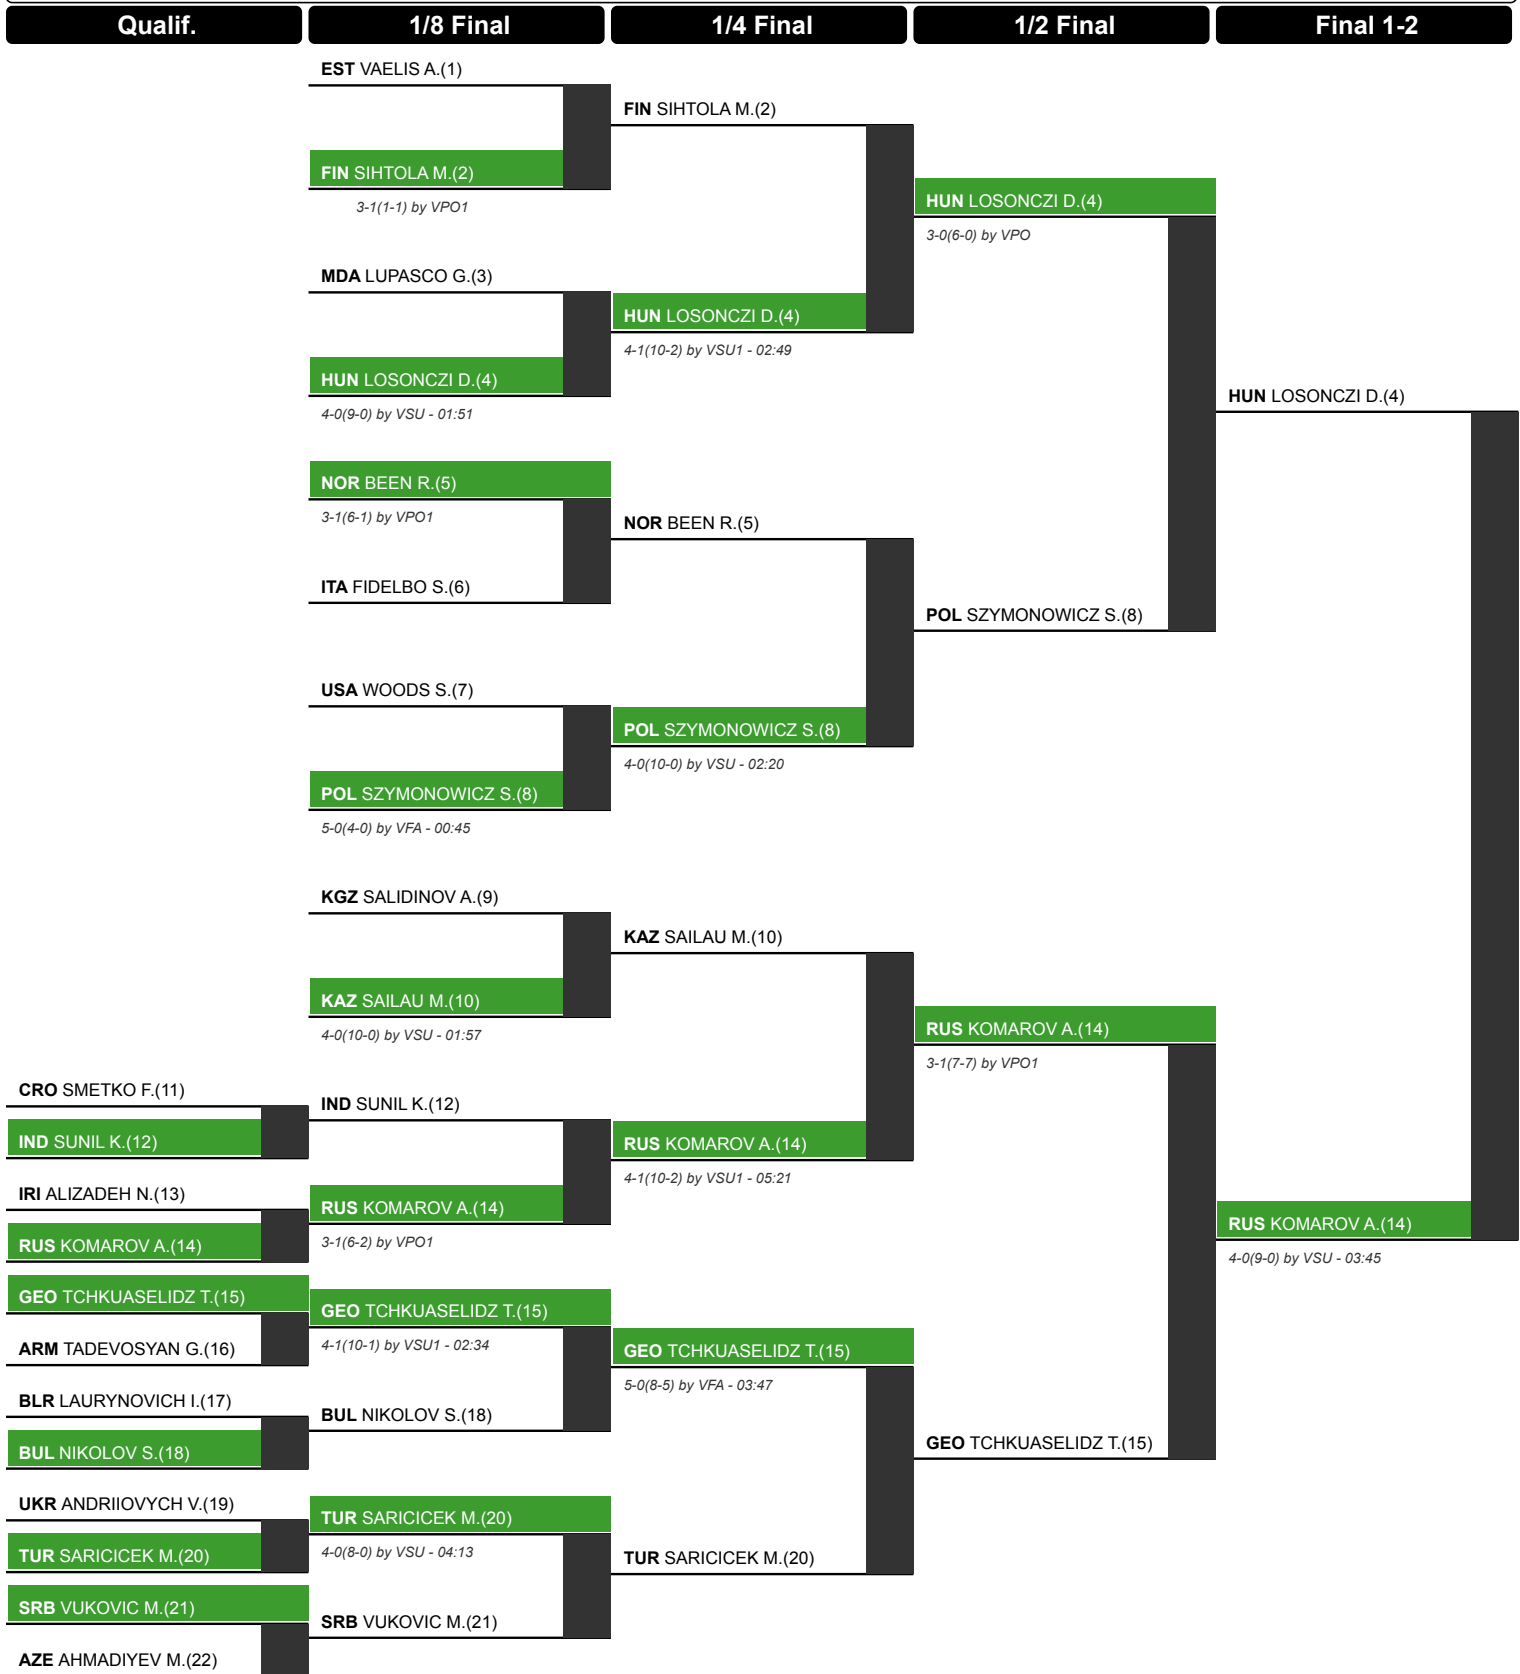 Qualif.
1/8 Final
1/4 Final
1/2 Final
Final 1-2
CRO SMETKO F.(11)
IND SUNIL K.(12)
IRI ALIZADEH N.(13)
RUS KOMAROV A.(14)
GEO TCHKUASELIDZ T.(15)
ARM TADEVOSYAN G.(16)
BLR LAURYNOVICH I.(17)
BUL NIKOLOV S.(18)
UKR ANDRIIOVYCH V.(19)
TUR SARICICEK M.(20)
SRB VUKOVIC M.(21)
AZE AHMADIYEV M.(22)
EST VAELIS A.(1)
FIN SIHTOLA M.(2)
3-1(1-1) by VPO1
MDA LUPASCO G.(3)
HUN LOSONCZI D.(4)
4-0(9-0) by VSU - 01:51
NOR BEEN R.(5)
3-1(6-1) by VPO1
ITA FIDELBO S.(6)
USA WOODS S.(7)
POL SZYMONOWICZ S.(8)
5-0(4-0) by VFA - 00:45
KGZ SALIDINOV A.(9)
KAZ SAILAU M.(10)
4-0(10-0) by VSU - 01:57
IND SUNIL K.(12)
RUS KOMAROV A.(14)
3-1(6-2) by VPO1
GEO TCHKUASELIDZ T.(15)
4-1(10-1) by VSU1 - 02:34
BUL NIKOLOV S.(18)
TUR SARICICEK M.(20)
4-0(8-0) by VSU - 04:13
SRB VUKOVIC M.(21)
FIN SIHTOLA M.(2)
HUN LOSONCZI D.(4)
4-1(10-2) by VSU1 - 02:49
NOR BEEN R.(5)
POL SZYMONOWICZ S.(8)
4-0(10-0) by VSU - 02:20
KAZ SAILAU M.(10)
RUS KOMAROV A.(14)
4-1(10-2) by VSU1 - 05:21
GEO TCHKUASELIDZ T.(15)
5-0(8-5) by VFA - 03:47
TUR SARICICEK M.(20)
HUN LOSONCZI D.(4)
3-0(6-0) by VPO
POL SZYMONOWICZ S.(8)
RUS KOMAROV A.(14)
3-1(7-7) by VPO1
GEO TCHKUASELIDZ T.(15)
HUN LOSONCZI D.(4)
RUS KOMAROV A.(14)
4-0(9-0) by VSU - 03:45